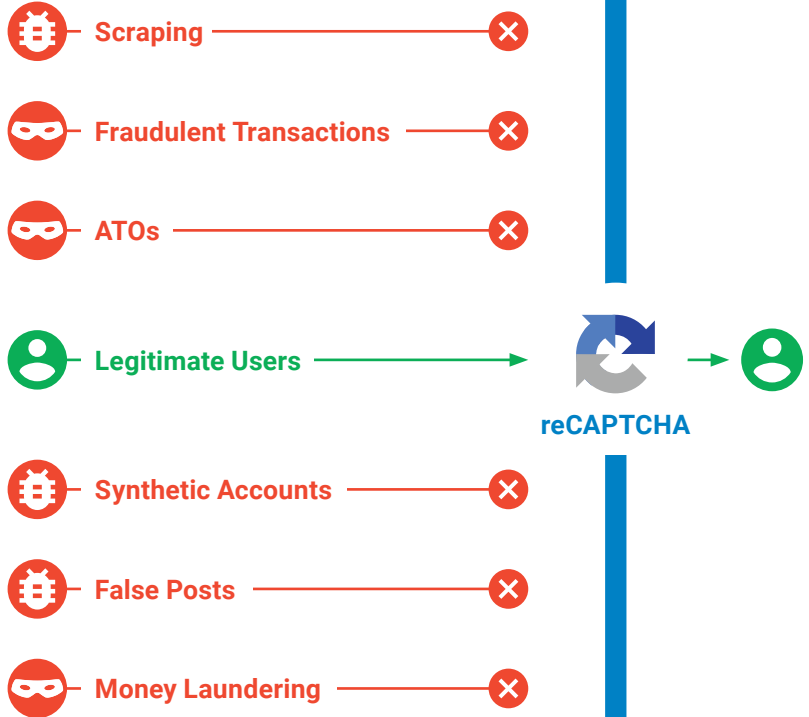 Scraping
Fraudulent Transactions
ATOs
Legitimate Users
reCAPTCHA
Synthetic Accounts
False Posts
Money Laundering